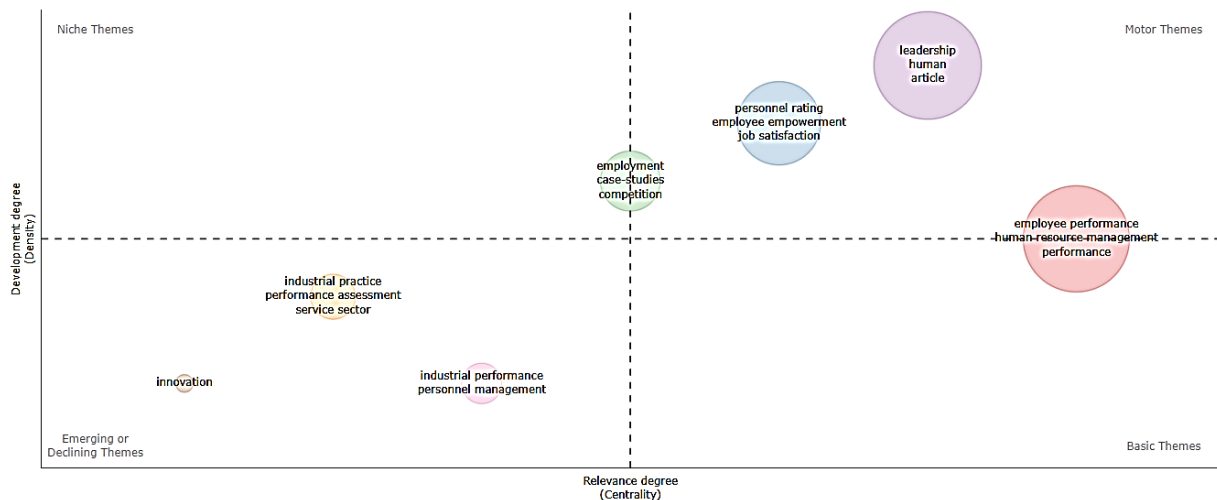 Niche Themes
Motor Themes
leadership
human
article
personnel rating
employee empowerment
job satisfaction
employment
case-studies
competition
employee performance
human resource management
performance
industrial practice
performance assessment
service sector
innovation
industrial performance
personnel management
Emerging or
Declining Themes
Basic Themes
Development degree
(Density)
Relevance degree
(Centrality)